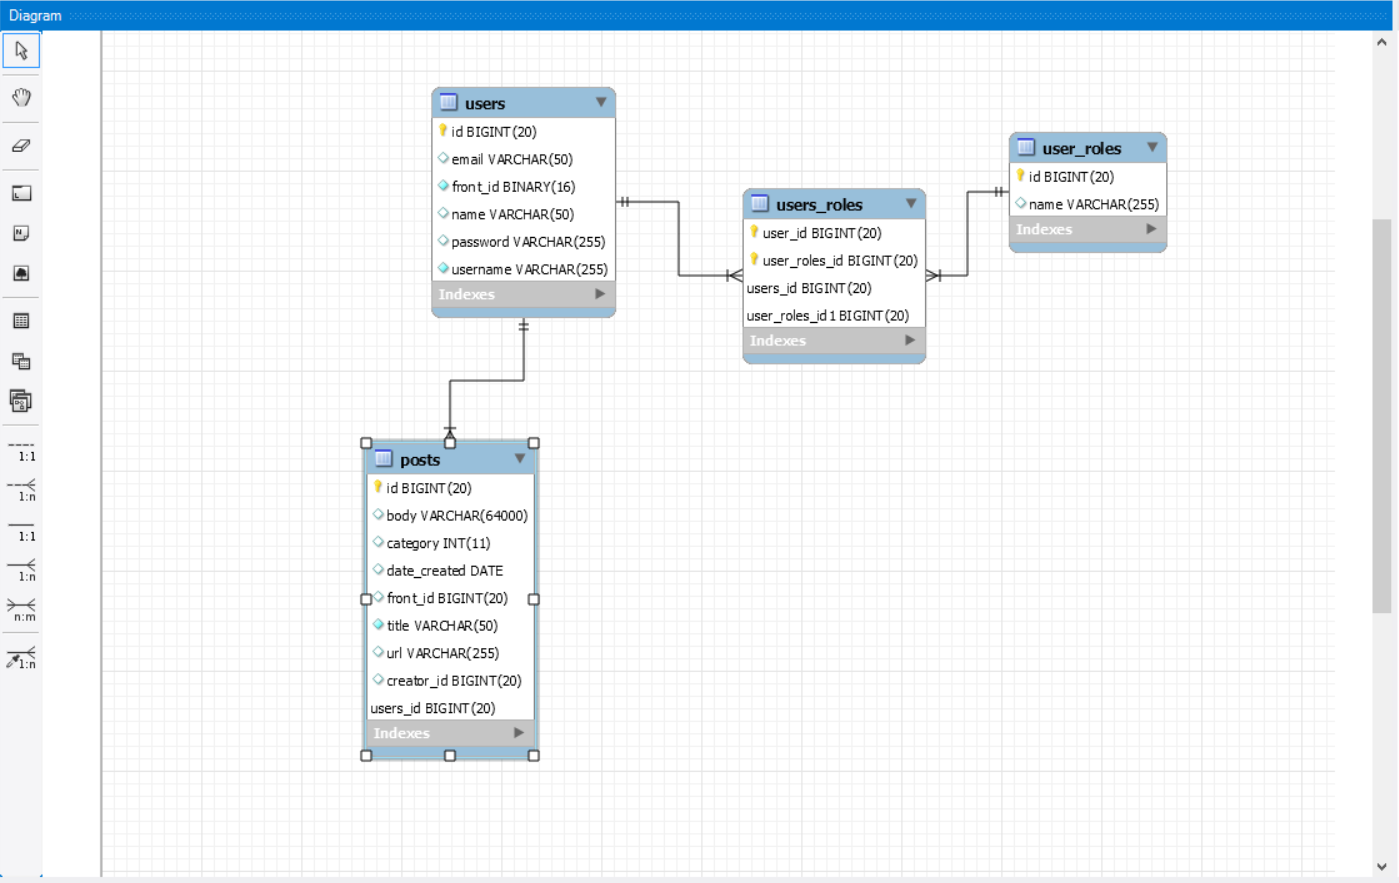 Diagram
users
id BIGINT(20)
email VARCHAR(50)
front_id BINARY(16)
name VARCHAR(50)
password VARCHAR(255)
username VARCHAR(255)
Indexes
users_roles
user_id BIGINT(20)
user_roles_id BIGINT(20)
users_id BIGINT(20)
user_roles_id1 BIGINT(20)
Indexes
user_roles
id BIGINT(20)
name VARCHAR(255)
Indexes
posts
id BIGINT(20)
body VARCHAR(64000)
category INT(11)
date_created DATE
front_id BIGINT(20)
title VARCHAR(50)
url VARCHAR(255)
creator_id BIGINT(20)
users_id BIGINT(20)
Indexes
1:1
1:n
1:1
1:n
n:m
1:n